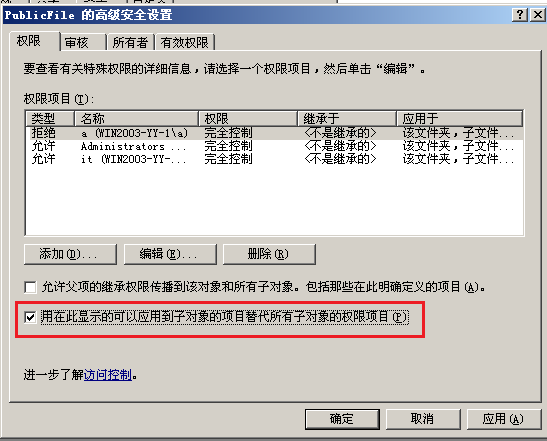 PublicFile 的高级安全设置
权限 审核 所有者 有效权限
要查看有关特殊权限的详细信息，请选择一个权限项目，然后单击“编辑”。
权限项目(T):
类型 名称 权限 继承于 应用于
拒绝 a (WIN2003-YY-1\a) 完全控制 <不是继承的> 该文件夹，子文件...
允许 Administrators ... 完全控制 <不是继承的> 该文件夹，子文件...
允许 it (WIN2003-YY-... 完全控制 <不是继承的> 该文件夹，子文件...
添加(D)... 编辑(E)... 删除(R)
允许父项的继承权限传播到该对象和所有子对象。包括那些在此明确定义的项目(A)。
用在此显示的可以应用到子对象的项目替代所有子对象的权限项目(P)
进一步了解访问控制。
确定 取消 应用(A)